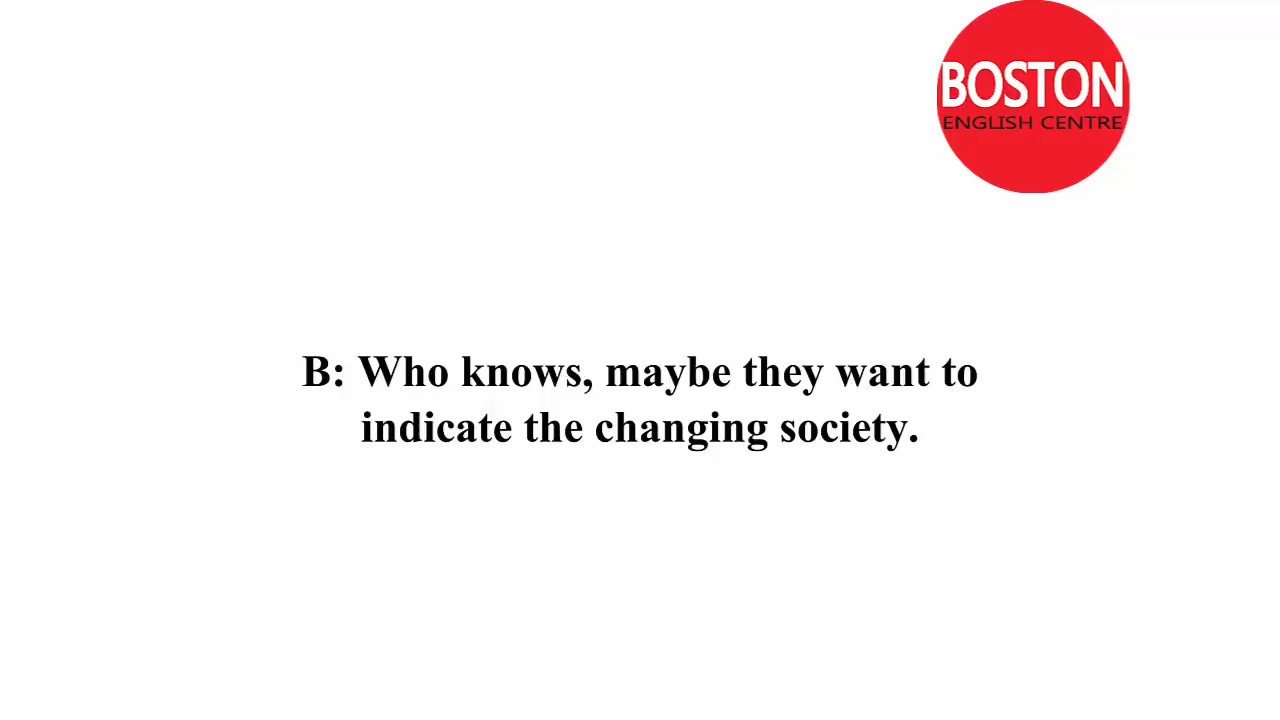 BOSTON
ENGLISH CENTRE
B: Who knows, maybe they want to
indicate the changing society.